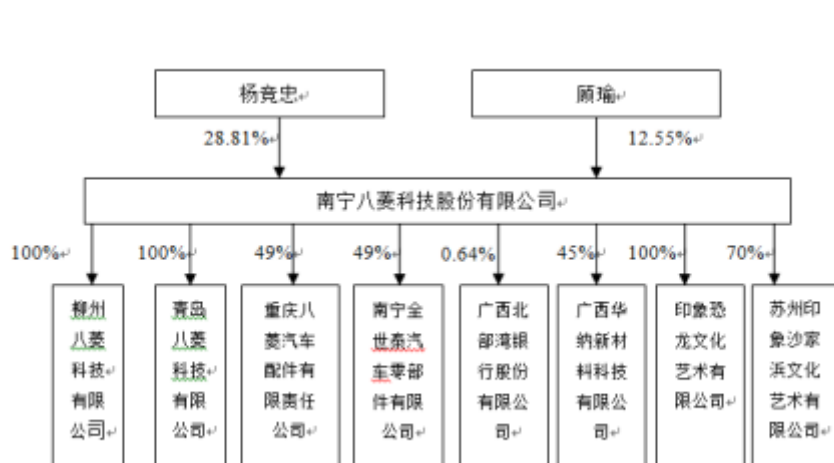 杨竞忠
顾瑜
28.81%
12.55%
南宁八菱科技股份有限公司
100%
100%
49%
49%
0.64%
45%
100%
70%
柳州
八菱
科技
有限
公司
青岛
八菱
科技
有限
公司
重庆八
菱汽车
配件有
限责任
公司
南宁全
世泰汽
车零部
件有限
公司
广西北
部湾银
行股份
有限公
司
广西华
纳新材
料科技
有限公
司
印象恐
龙文化
艺术有
限公司
苏州印
象沙家
浜文化
艺术有
限公司